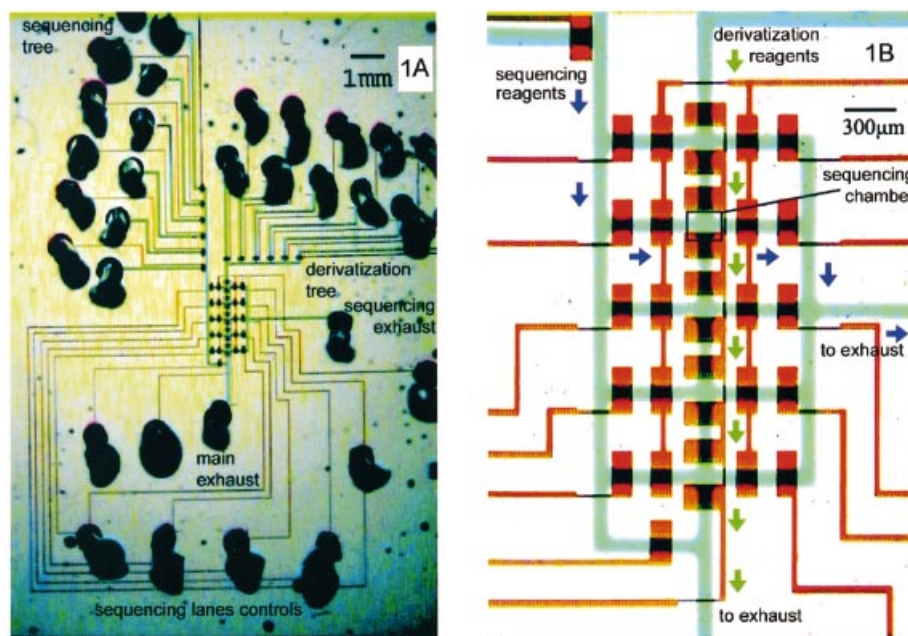 sequencing
tree
1mm
1A
derivatization
tree
sequencing
exhaust
main
exhaust
sequencing lanes controls
derivatization
reagents
1B
sequencing
reagents
300μm
sequencing
chamber
to exhaust
to exhaust